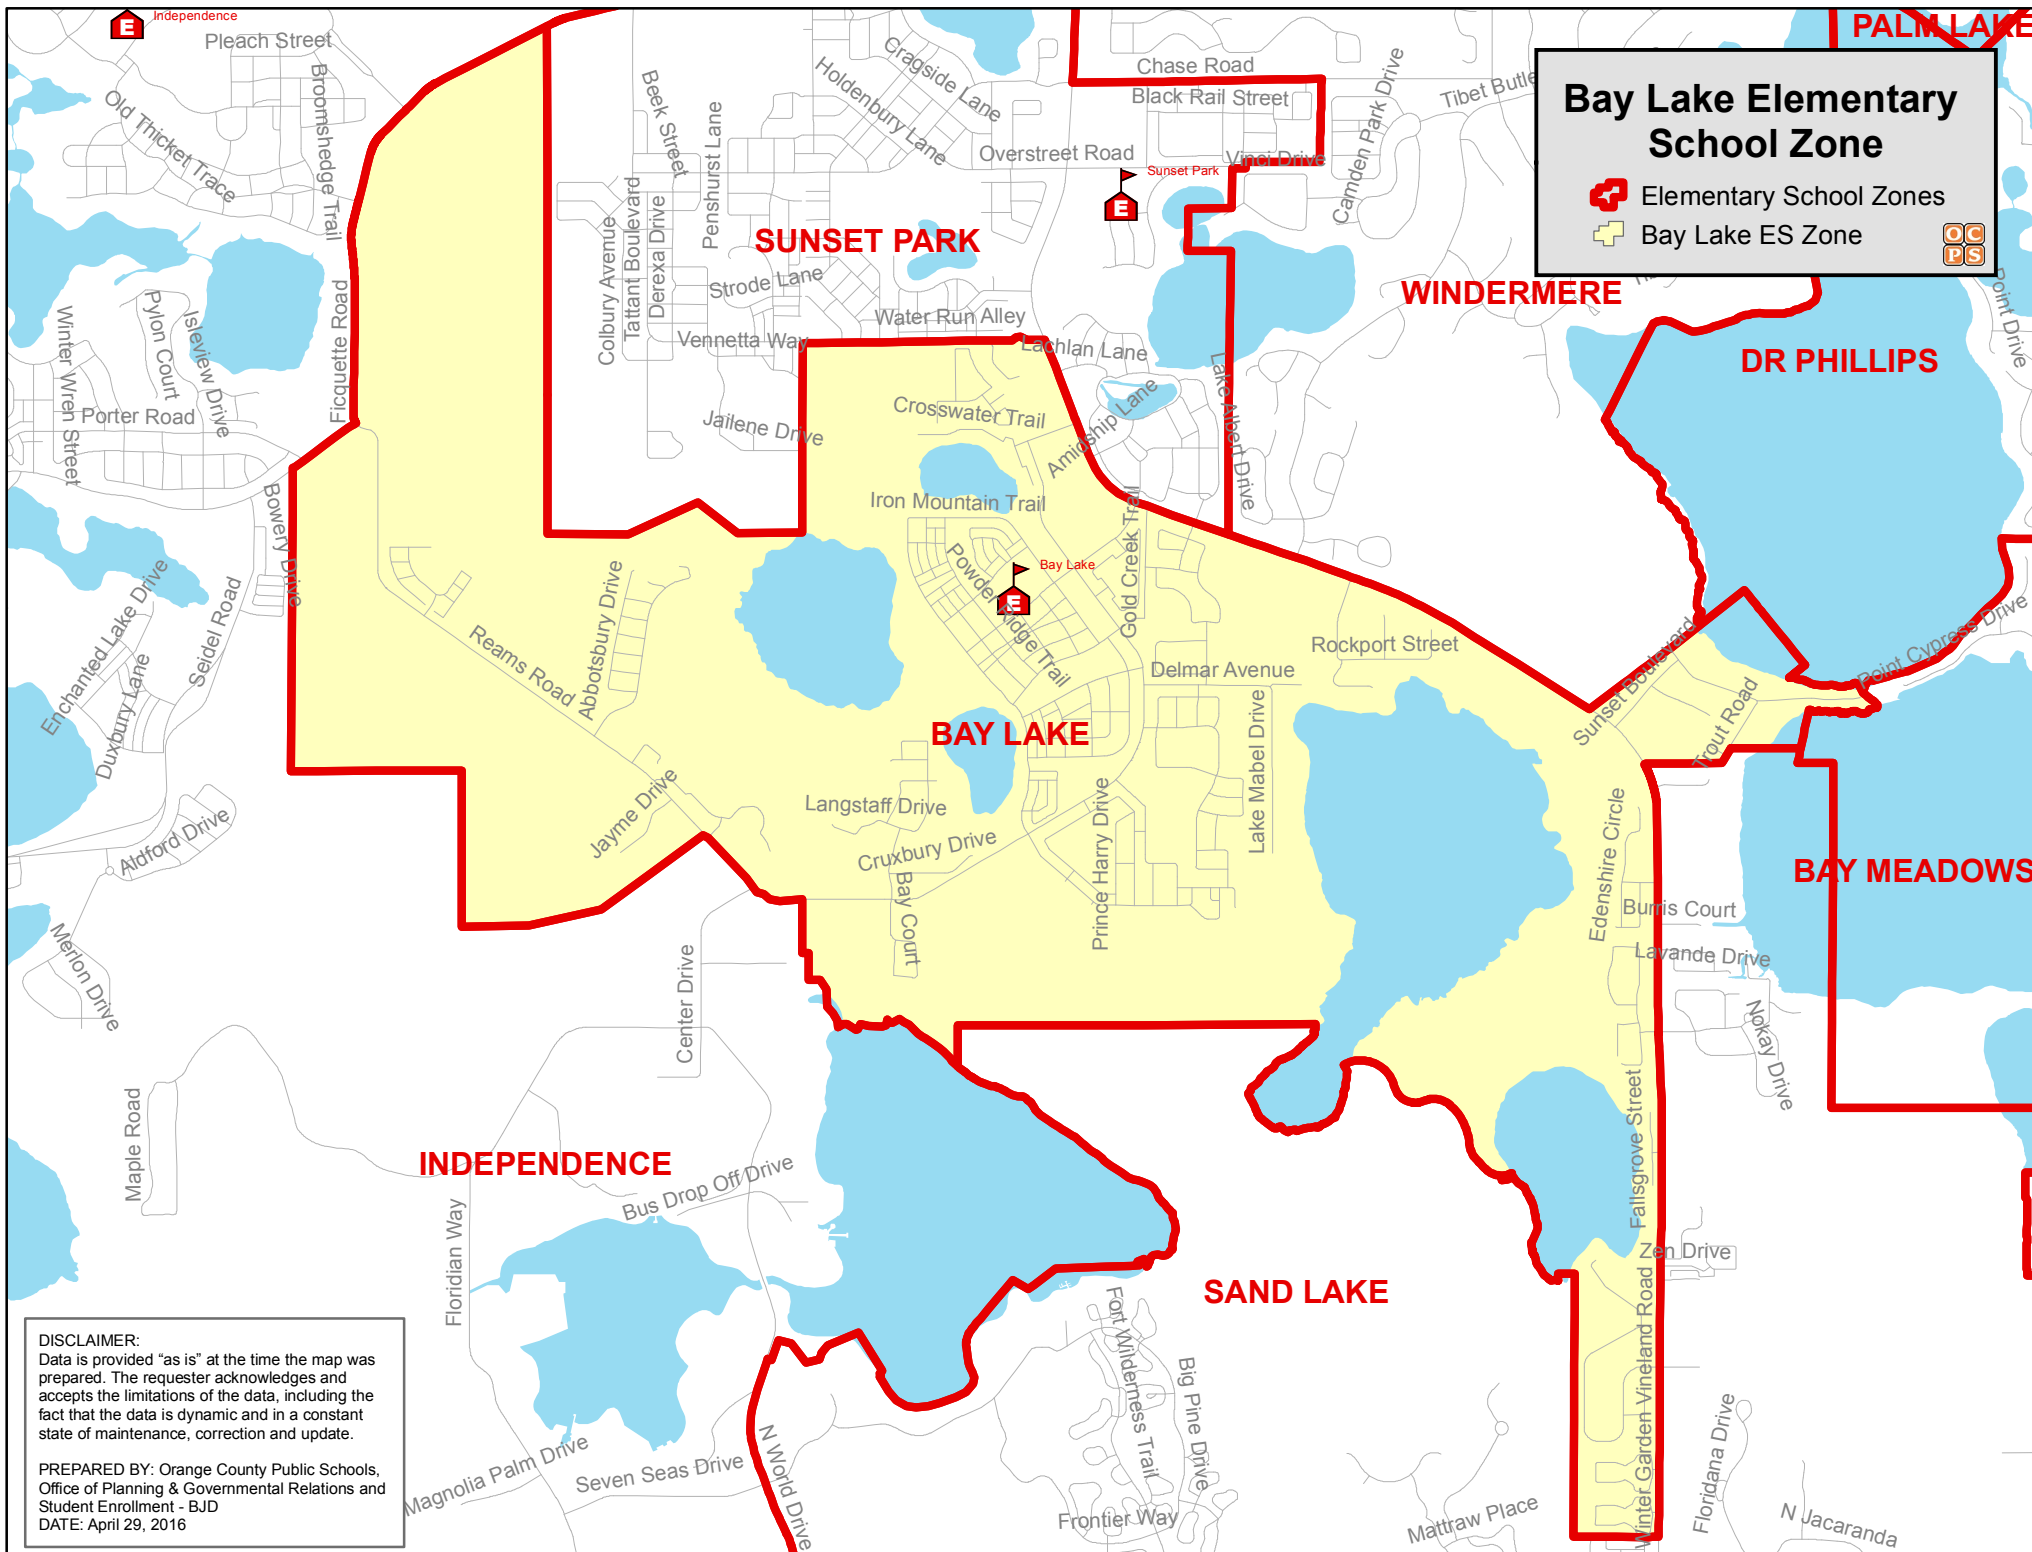 Independence
Pleach Street
Broomshedge Trail
Old Thicket Trace
Beek Street
Cragside Lane
Holdenbury Lane
Penshurst Lane
Chase Road
Black Rail Street
Camden Park Drive
PALM LAKE
Bay Lake Elementary
School Zone
Elementary School Zones
Bay Lake ES Zone
OCPS
Overstreet Road
Vinci Drive
Sunset Park
SUNSET PARK
Colbury Avenue
Tattant Boulevard
Derexa Drive
Strode Lane
Water Run Alley
Vennetta Way
Lachlan Lane
WINDERMERE
DR PHILLIPS
Point Drive
Winter Wren Street
Pylon Court
Isleview Drive
Ficquette Road
Porter Road
Jailene Drive
Crosswater Trail
Amidship Lane
Lake Albert Drive
Iron Mountain Trail
Gold Creek Trail
Bowery Drive
Bay Lake
Powder Ridge Trail
Enchanted Lake Drive
Seidel Road
Duxbury Lane
Reams Road
Abbotsbury Drive
Rockport Street
Delmar Avenue
Sunset Boulevard
Point Cypress Drive
Trout Road
BAY LAKE
Lake Mabel Drive
Langstaff Drive
Jayme Drive
Cruxbury Drive
Prince Harry Drive
Bay Court
Aldford Drive
Edenshire Circle
BAY MEADOWS
Burris Court
Lavande Drive
Nokay Drive
Merlon Drive
Center Drive
Maple Road
INDEPENDENCE
Bus Drop Off Drive
Floridian Way
Fallsgrove Street
Zen Drive
SAND LAKE
Fort Wilderness Trail
Big Pine Drive
Winter Garden Vineland Road
Floridana Drive
N Jacaranda
Mattraw Place
Frontier Way
N World Drive
Seven Seas Drive
Magnolia Palm Drive
DISCLAIMER:
Data is provided “as is” at the time the map was
prepared. The requester acknowledges and
accepts the limitations of the data, including the
fact that the data is dynamic and in a constant
state of maintenance, correction and update.
PREPARED BY: Orange County Public Schools,
Office of Planning & Governmental Relations and
Student Enrollment - BJD
DATE: April 29, 2016